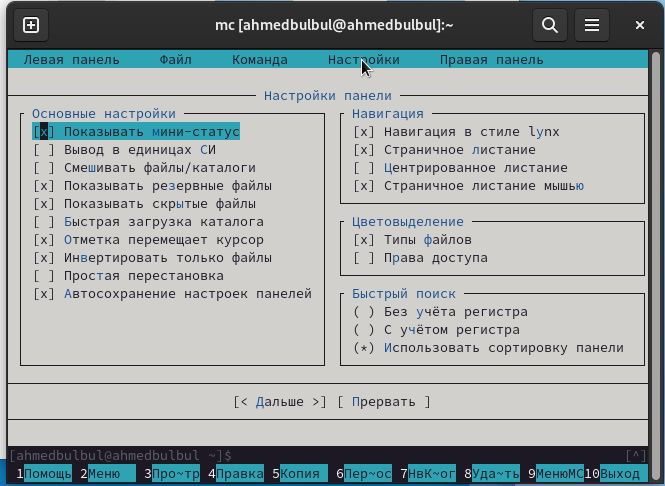 mc [ahmedbulbul@ahmedbulbul]:~
Левая панель Файл Команда Настройки Правая панель
Настройки панели
Основные настройки
[x] Показывать мини-статус
[ ] Вывод в единицах СИ
[ ] Смешивать файлы/каталоги
[x] Показывать резервные файлы
[x] Показывать скрытые файлы
[ ] Быстрая загрузка каталога
[x] Отметка перемещает курсор
[x] Инвертировать только файлы
[ ] Простая перестановка
[x] Автосохранение настроек панелей
Навигация
[x] Навигация в стиле lynx
[x] Страничное листание
[ ] Центрированное листание
[x] Страничное листание мышью
Цветовыделение
[x] Типы файлов
[ ] Права доступа
Быстрый поиск
( ) Без учёта регистра
( ) С учётом регистра
(*) Использовать сортировку панели
[< Дальше >] [ Прервать ]
[ahmedbulbul@ahmedbulbul ~]$ [^]
1Помощь 2Меню 3Про~тр 4Правка 5Копия 6Пер~ос 7НвК~ог 8Уда~ть 9МенюМС 10Выход